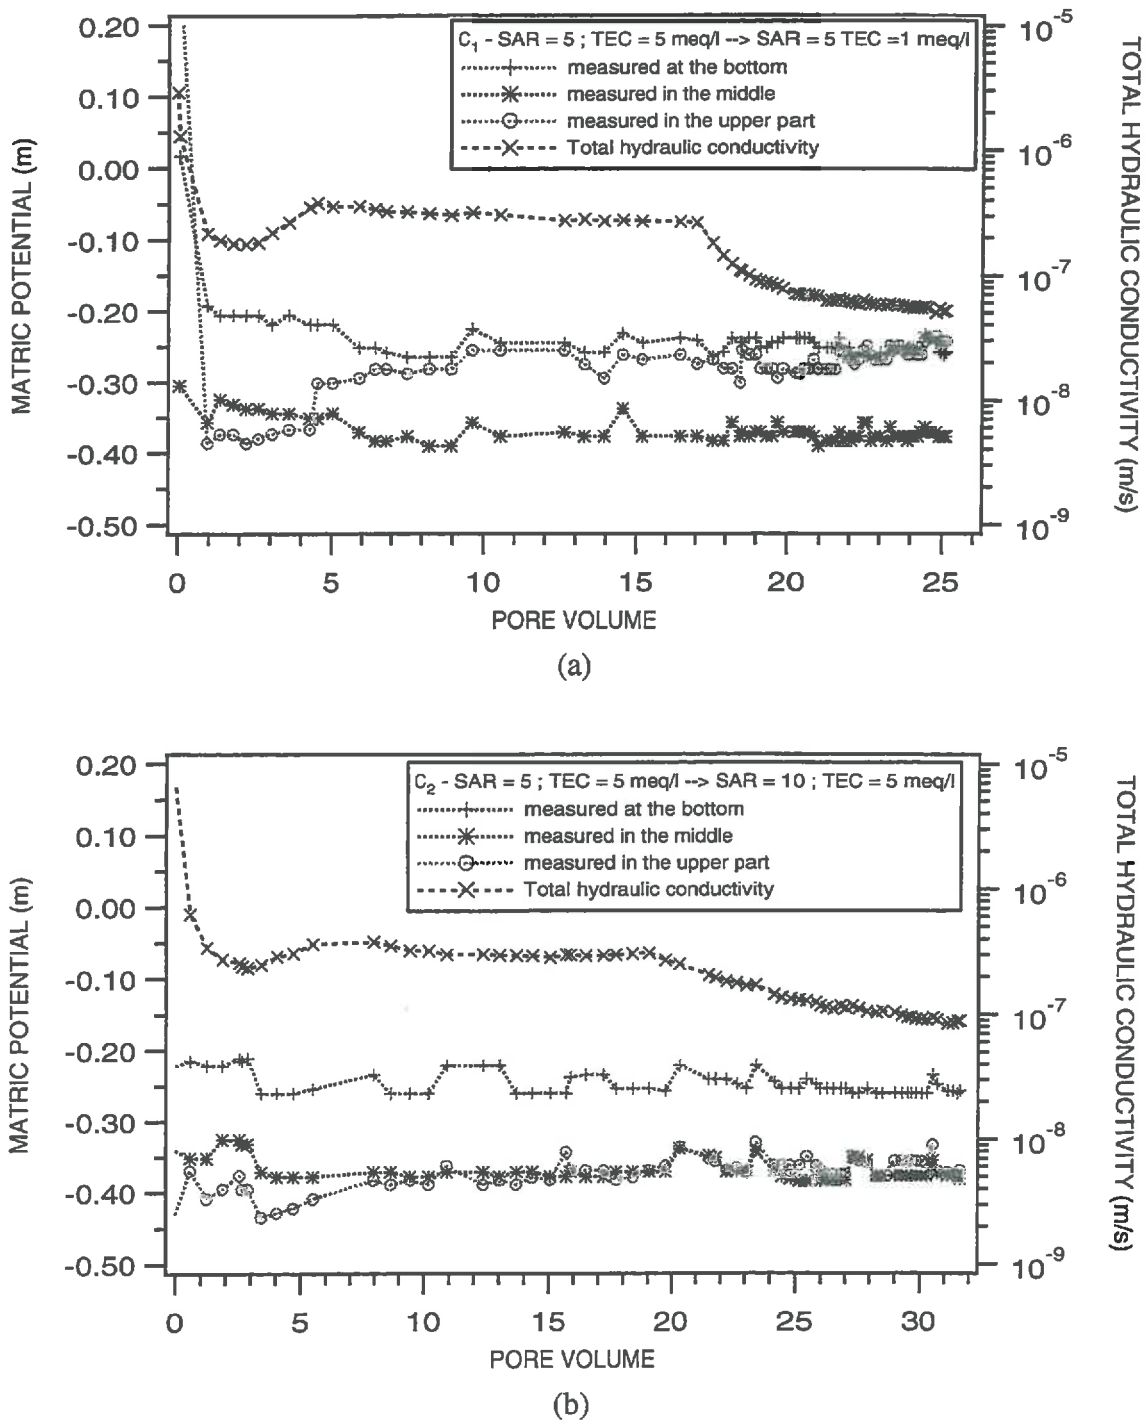 0.20
0.10
0.00
-0.10
-0.20
-0.30
-0.40
-0.50
MATRIC POTENTIAL (m)
C1 - SAR = 5 ; TEC = 5 meq/l --> SAR = 5 TEC =1 meq/l
measured at the bottom
measured in the middle
measured in the upper part
Total hydraulic conductivity
10-5
10-6
10-7
10-8
10-9
TOTAL HYDRAULIC CONDUCTIVITY (m/s)
0 5 10 15 20 25
PORE VOLUME
(a)
0.20
0.10
0.00
-0.10
-0.20
-0.30
-0.40
-0.50
MATRIC POTENTIAL (m)
C2 - SAR = 5 ; TEC = 5 meq/l --> SAR = 10 ; TEC = 5 meq/l
measured at the bottom
measured in the middle
measured in the upper part
Total hydraulic conductivity
10-5
10-6
10-7
10-8
10-9
TOTAL HYDRAULIC CONDUCTIVITY (m/s)
0 5 10 15 20 25 30
PORE VOLUME
(b)